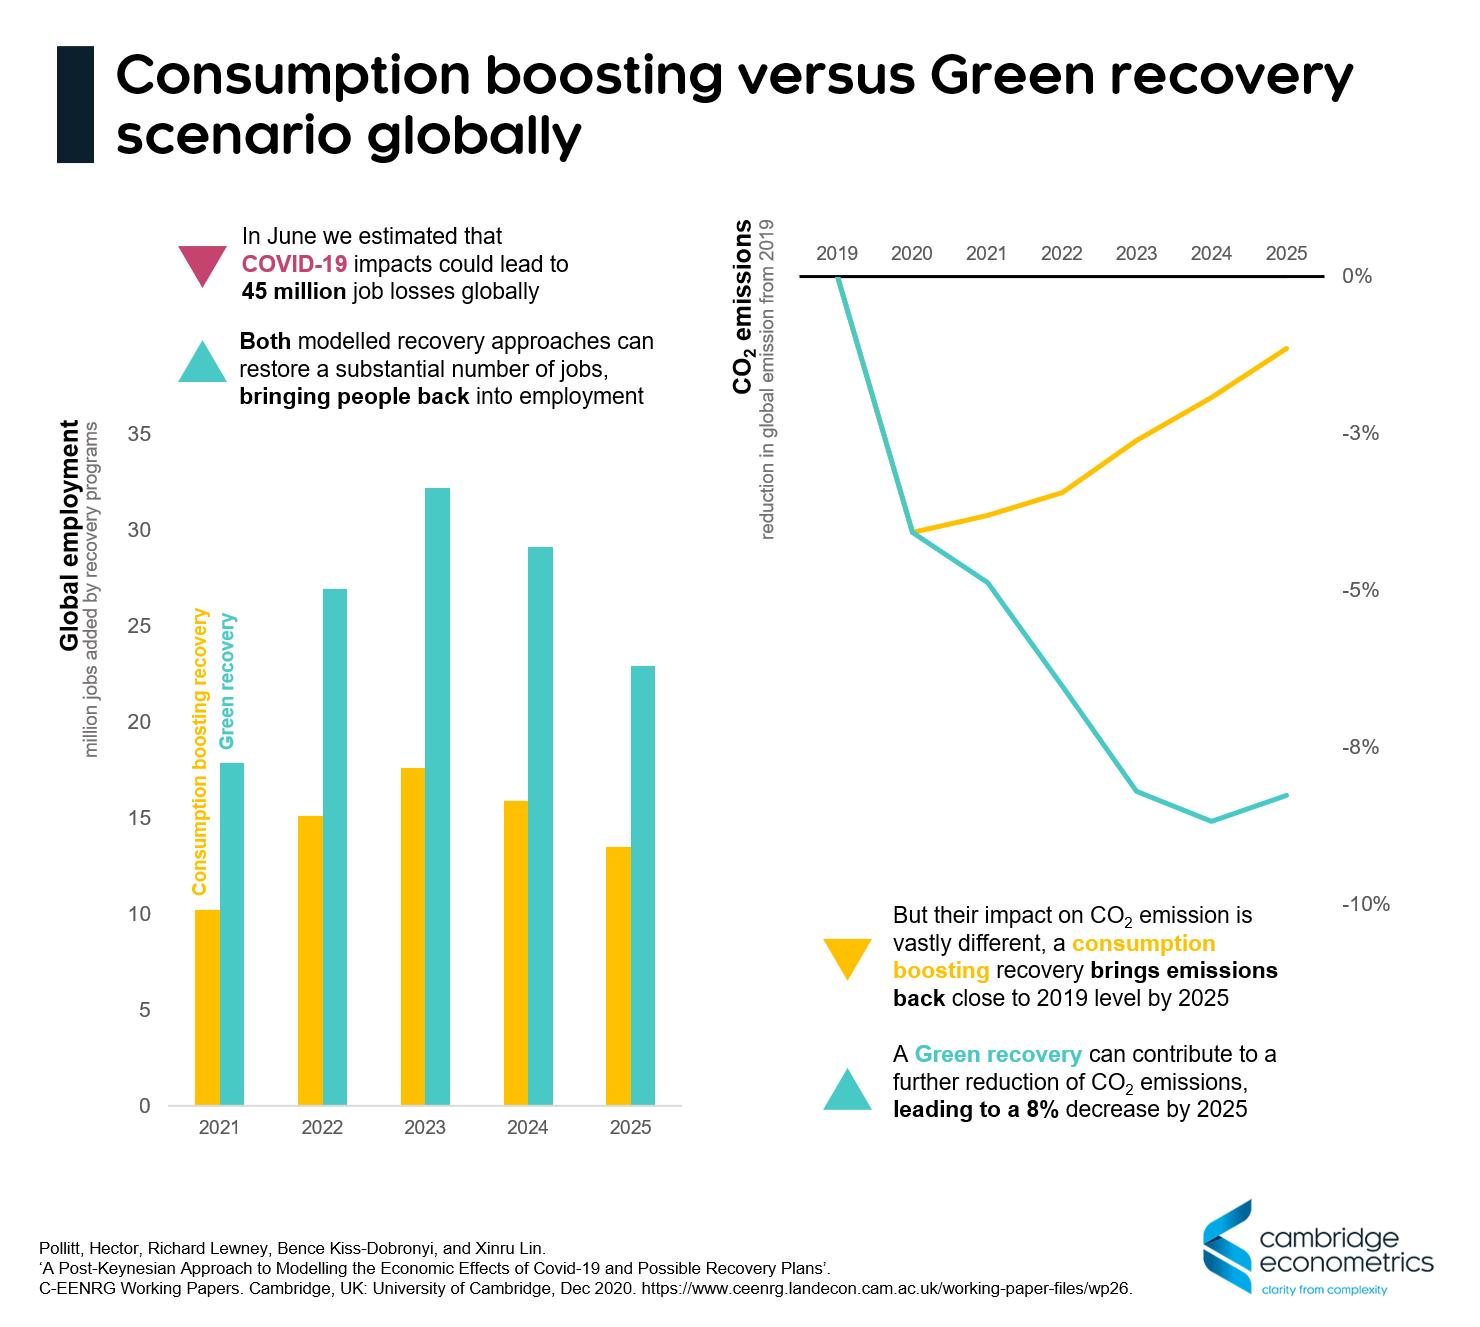 Consumption boosting versus Green recovery
scenario globally
In June we estimated that
COVID-19 impacts could lead to
45 million job losses globally
Both modelled recovery approaches can
restore a substantial number of jobs,
bringing people back into employment
Global employment
million jobs added by recovery programs
35
30
25
20
15
10
5
0
Consumption boosting recovery
Green recovery
2021
2022
2023
2024
2025
CO₂ emissions
reduction in global emission from 2019
2019
2020
2021
2022
2023
2024
2025
0%
-3%
-5%
-8%
-10%
But their impact on CO₂ emission is
vastly different, a consumption
boosting recovery brings emissions
back close to 2019 level by 2025
A Green recovery can contribute to a
further reduction of CO₂ emissions,
leading to a 8% decrease by 2025
Pollitt, Hector, Richard Lewney, Bence Kiss-Dobronyi, and Xinru Lin.
‘A Post-Keynesian Approach to Modelling the Economic Effects of Covid-19 and Possible Recovery Plans’.
C-EENRG Working Papers. Cambridge, UK: University of Cambridge, Dec 2020. https://www.ceenrg.landecon.cam.ac.uk/working-paper-files/wp26.
cambridge
econometrics
clarity from complexity